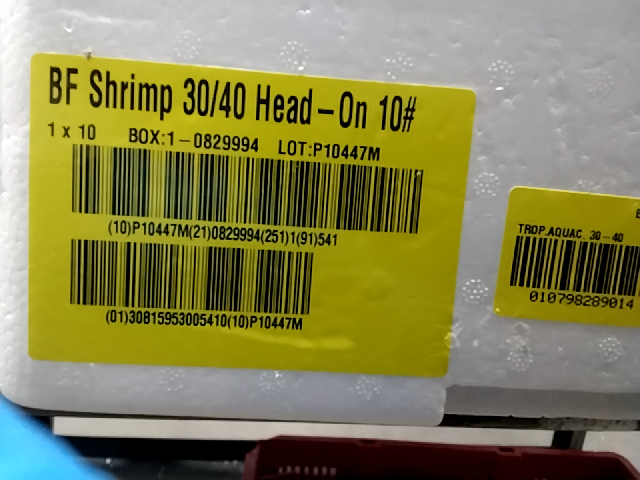 BF Shrimp 30/40 Head-On 10#
1 x 10 BOX:1-0829994 LOT:P10447M
(10)P10447M(21)0829994(251)1(91)541
(01)30815953005410(10)P10447M
TROP.AQUAC. 30-40
010798289014